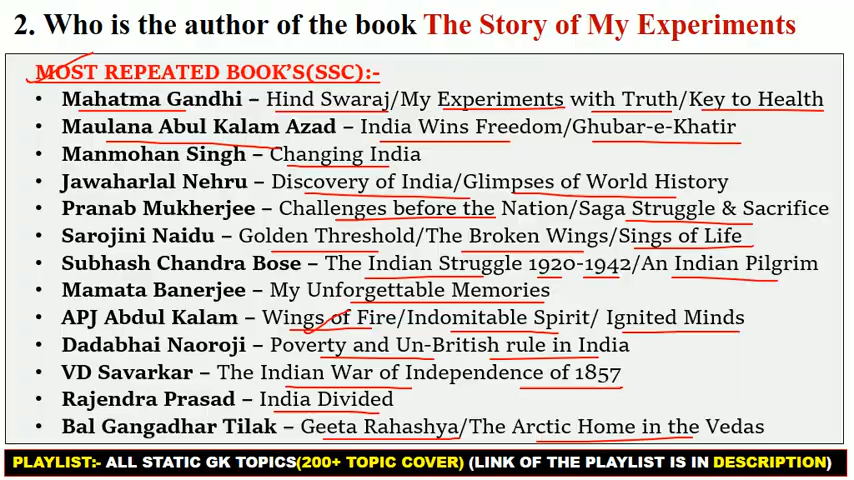 2. Who is the author of the book The Story of My Experiments
MOST REPEATED BOOK'S(SSC):-
• Mahatma Gandhi – Hind Swaraj/My Experiments with Truth/Key to Health
• Maulana Abul Kalam Azad – India Wins Freedom/Ghubar-e-Khatir
• Manmohan Singh – Changing India
• Jawaharlal Nehru – Discovery of India/Glimpses of World History
• Pranab Mukherjee – Challenges before the Nation/Saga Struggle & Sacrifice
• Sarojini Naidu – Golden Threshold/The Broken Wings/Sings of Life
• Subhash Chandra Bose – The Indian Struggle 1920-1942/An Indian Pilgrim
• Mamata Banerjee – My Unforgettable Memories
• APJ Abdul Kalam – Wings of Fire/Indomitable Spirit/ Ignited Minds
• Dadabhai Naoroji – Poverty and Un-British rule in India
• VD Savarkar – The Indian War of Independence of 1857
• Rajendra Prasad – India Divided
• Bal Gangadhar Tilak – Geeta Rahashya/The Arctic Home in the Vedas
PLAYLIST:- ALL STATIC GK TOPICS(200+ TOPIC COVER) (LINK OF THE PLAYLIST IS IN DESCRIPTION)